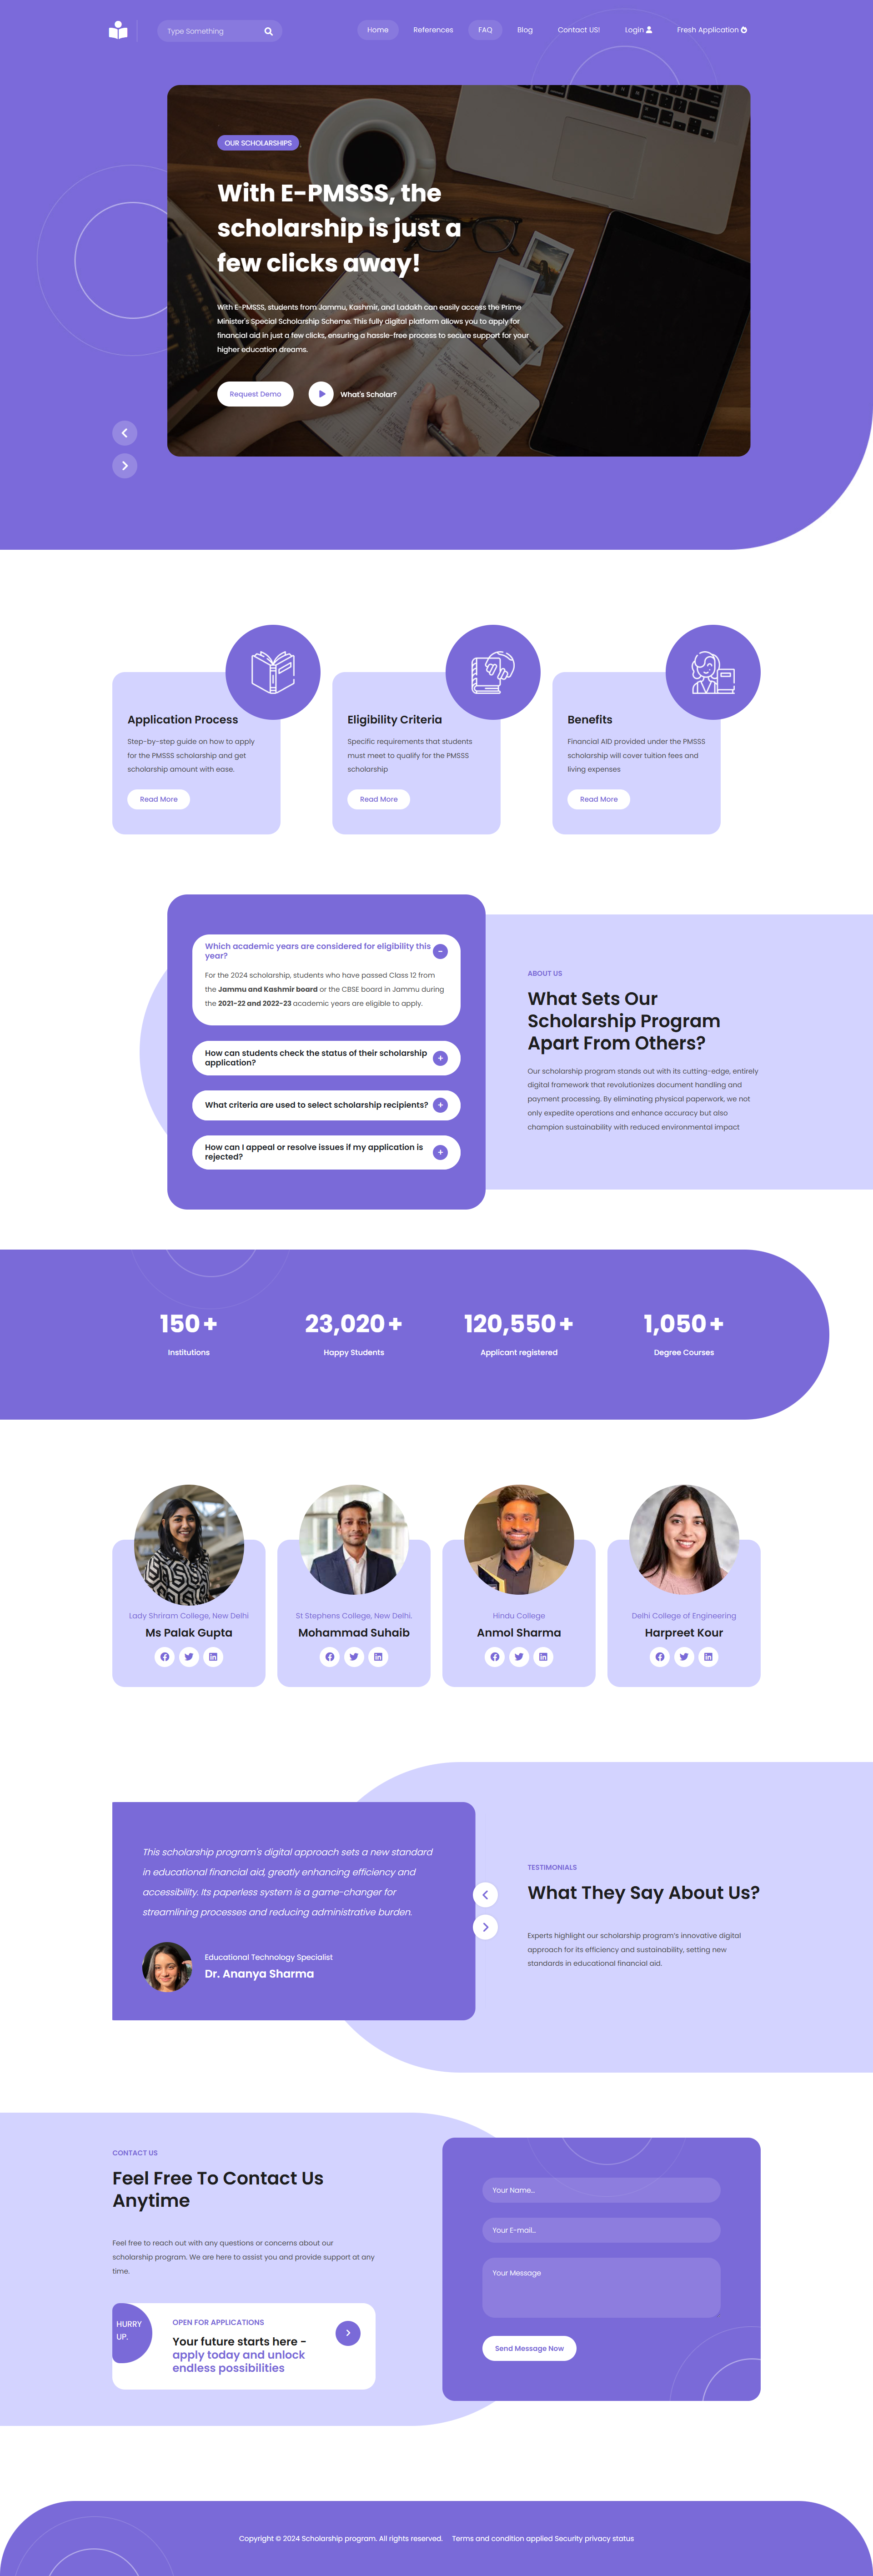 Type Something
Home
References
FAQ
Blog
Contact US!
Login
Fresh Application
OUR SCHOLARSHIPS
With E-PMSSS, the
scholarship is just a
few clicks away!
With E-PMSSS, students from Jammu, Kashmir, and Ladakh can easily access the Prime
Minister's Special Scholarship Scheme. This fully digital platform allows you to apply for
financial aid in just a few clicks, ensuring a hassle-free process to secure support for your
higher education dreams.
Request Demo
What's Scholar?
Application Process
Step-by-step guide on how to apply
for the PMSSS scholarship and get
scholarship amount with ease.
Read More
Eligibility Criteria
Specific requirements that students
must meet to qualify for the PMSSS
scholarship
Read More
Benefits
Financial AID provided under the PMSSS
scholarship will cover tuition fees and
living expenses
Read More
Which academic years are considered for eligibility this
year?
For the 2024 scholarship, students who have passed Class 12 from
the Jammu and Kashmir board or the CBSE board in Jammu during
the 2021-22 and 2022-23 academic years are eligible to apply.
How can students check the status of their scholarship
application?
What criteria are used to select scholarship recipients?
How can I appeal or resolve issues if my application is
rejected?
ABOUT US
What Sets Our
Scholarship Program
Apart From Others?
Our scholarship program stands out with its cutting-edge, entirely
digital framework that revolutionizes document handling and
payment processing. By eliminating physical paperwork, we not
only expedite operations and enhance accuracy but also
champion sustainability with reduced environmental impact
150+
Institutions
23,020+
Happy Students
120,550+
Applicant registered
1,050+
Degree Courses
Lady Shriram College, New Delhi
Ms Palak Gupta
St Stephens College, New Delhi.
Mohammad Suhaib
Hindu College
Anmol Sharma
Delhi College of Engineering
Harpreet Kour
This scholarship program's digital approach sets a new standard
in educational financial aid, greatly enhancing efficiency and
accessibility. Its paperless system is a game-changer for
streamlining processes and reducing administrative burden.
Educational Technology Specialist
Dr. Ananya Sharma
TESTIMONIALS
What They Say About Us?
Experts highlight our scholarship program's innovative digital
approach for its efficiency and sustainability, setting new
standards in educational financial aid.
CONTACT US
Feel Free To Contact Us
Anytime
Feel free to reach out with any questions or concerns about our
scholarship program. We are here to assist you and provide support at any
time.
HURRY
UP.
OPEN FOR APPLICATIONS
Your future starts here -
apply today and unlock
endless possibilities
Your Name...
Your E-mail...
Your Message
Send Message Now
Copyright © 2024 Scholarship program. All rights reserved. Terms and condition applied Security privacy status